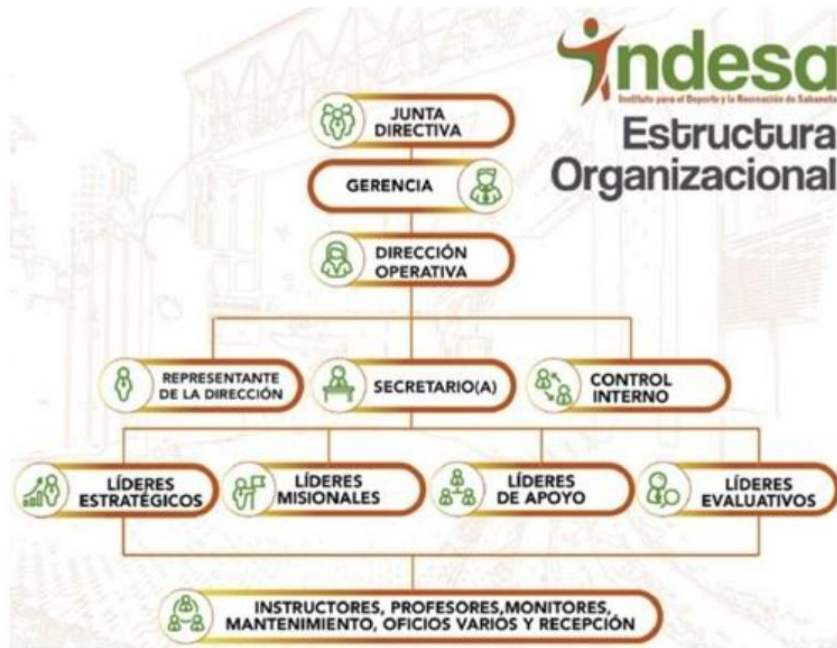 indesa
Instituto para el Deporte y la Recreación de Sabaneta
Estructura
Organizacional
JUNTA
DIRECTIVA
GERENCIA
DIRECCIÓN
OPERATIVA
REPRESENTANTE
DE LA DIRECCIÓN
SECRETARIO(A)
CONTROL
INTERNO
LÍDERES
ESTRATÉGICOS
LÍDERES
MISIONALES
LÍDERES
DE APOYO
LÍDERES
EVALUATIVOS
INSTRUCTORES, PROFESORES,MONITORES,
MANTENIMIENTO, OFICIOS VARIOS Y RECEPCIÓN